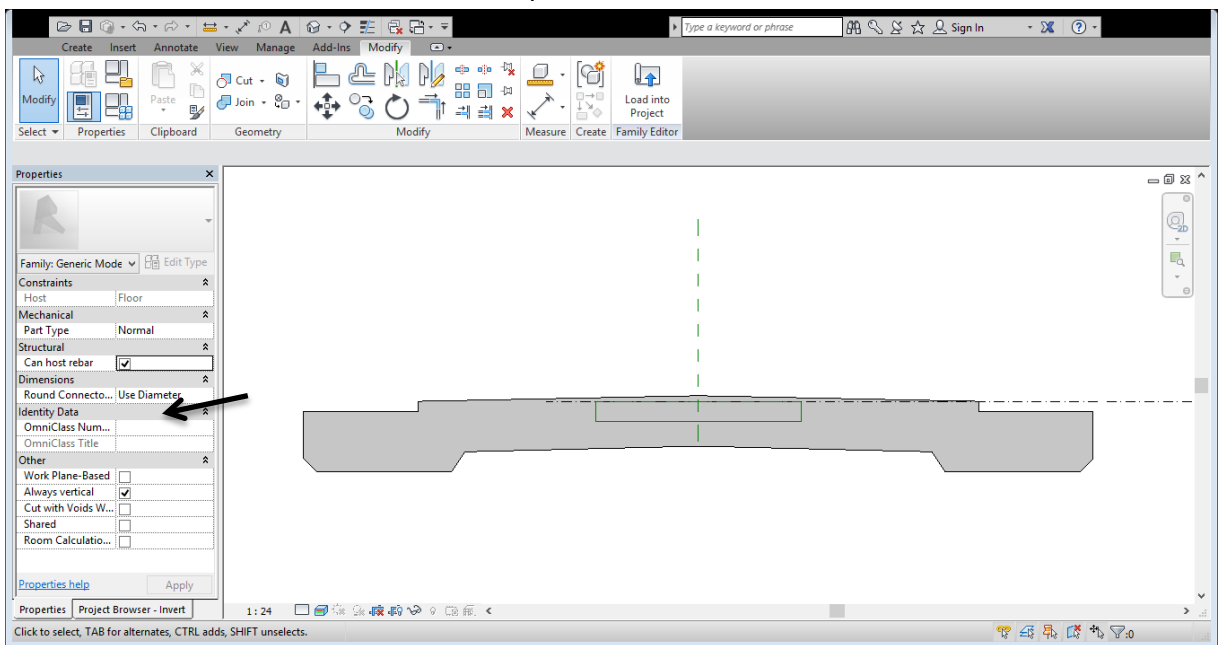 Type a keyword or phrase
Sign In
Create Insert Annotate View Manage Add-Ins Modify
Modify
Paste
Cut
Join
Load into
Project
Select Properties Clipboard Geometry Modify Measure Create Family Editor
Properties
Family: Generic Mode
Edit Type
Constraints
Host Floor
Mechanical
Part Type Normal
Structural
Can host rebar
Dimensions
Round Connecto... Use Diameter
Identity Data
OmniClass Num...
OmniClass Title
Other
Work Plane-Based
Always vertical
Cut with Voids W...
Shared
Room Calculatio...
Properties help Apply
Properties Project Browser - Invert 1 : 24
Click to select, TAB for alternates, CTRL adds, SHIFT unselects. :0
2D